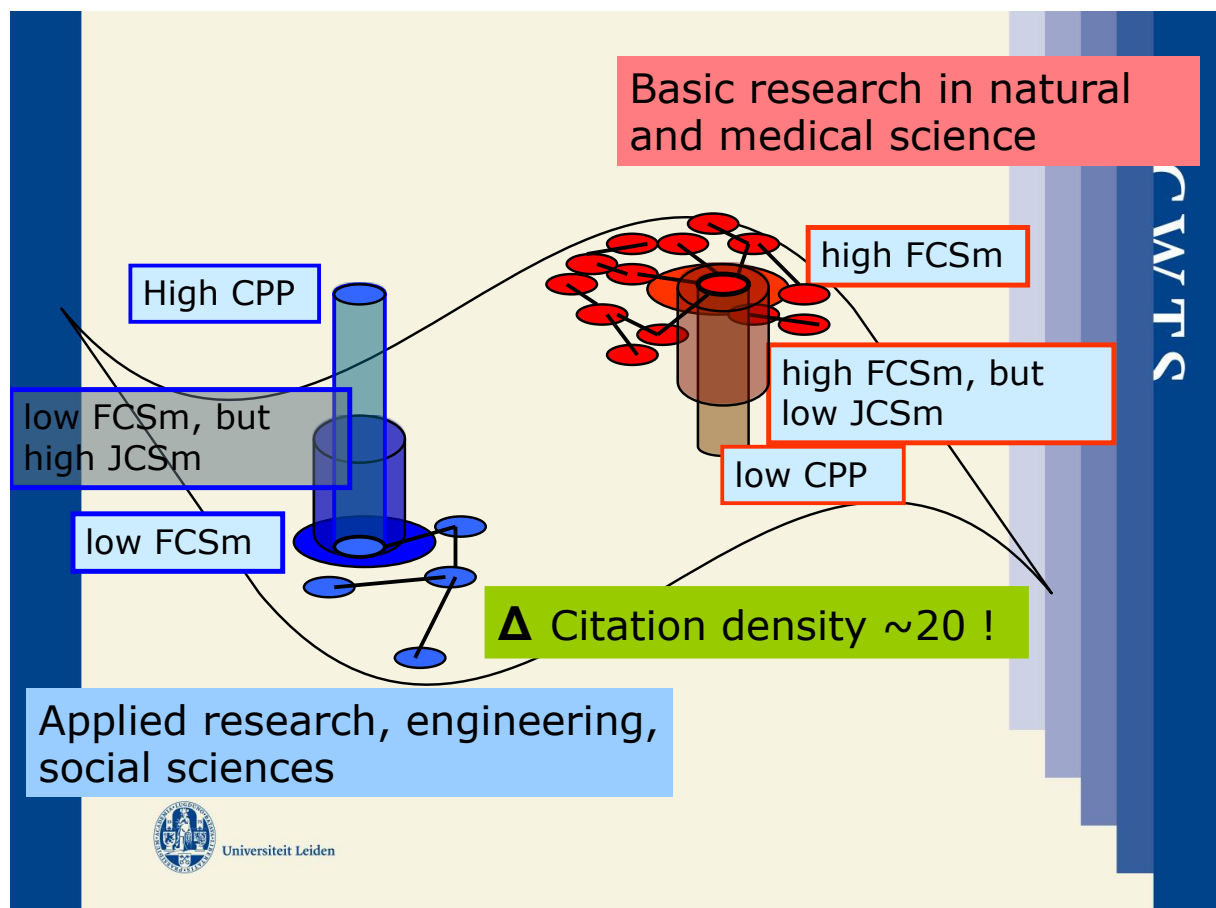 Basic research in natural
and medical science
CWTS
high FCSm
High CPP
high FCSm, but
low JCSm
low FCSm, but
high JCSm
low CPP
low FCSm
Δ Citation density ~20 !
Applied research, engineering,
social sciences
Universiteit Leiden